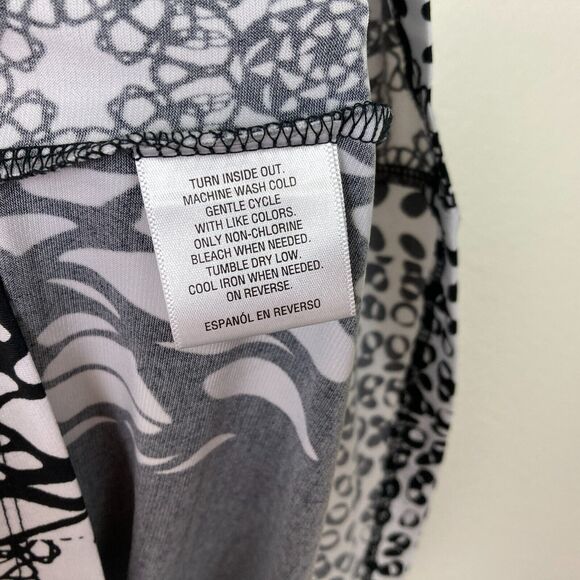 TURN INSIDE OUT.
MACHINE WASH COLD
GENTLE CYCLE
WITH LIKE COLORS.
ONLY NON-CHLORINE
BLEACH WHEN NEEDED.
TUMBLE DRY LOW.
COOL IRON WHEN NEEDED.
ON REVERSE.
ESPANÓL EN REVERSO